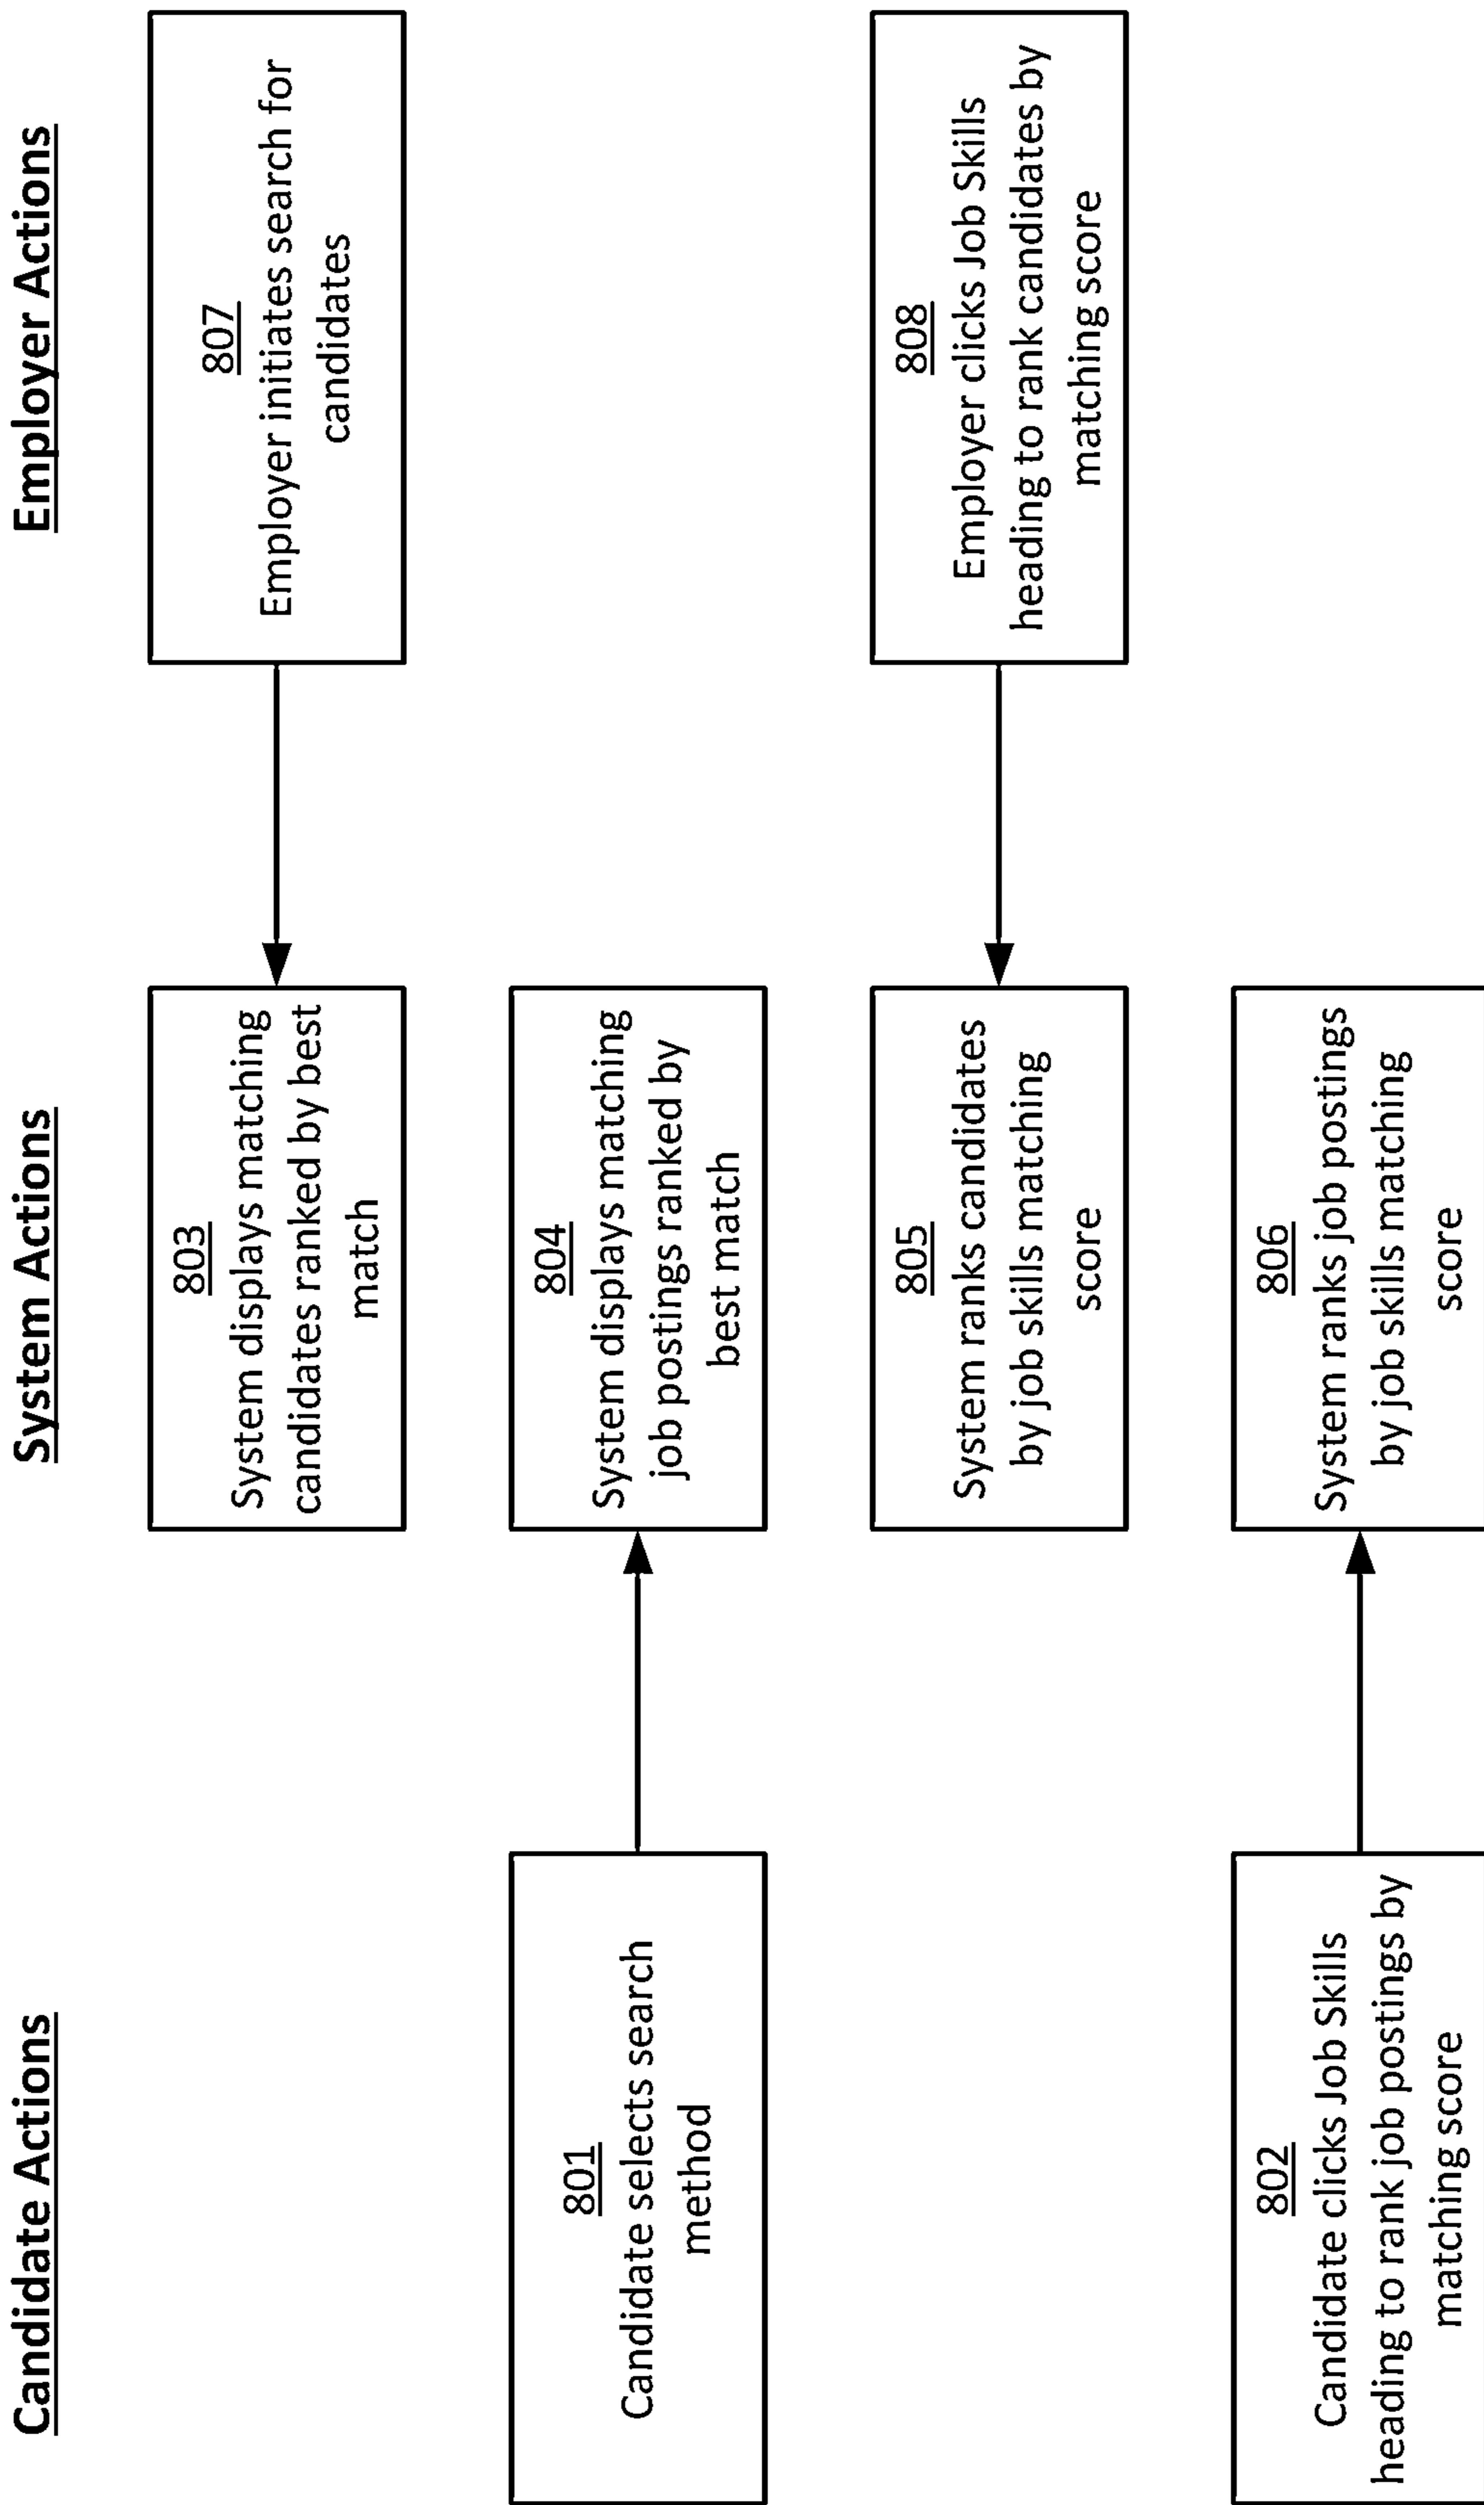 Candidate Actions
System Actions
Employer Actions
803
System displays matching
candidates ranked by best
match
807
Employer initiates search for
candidates
801
Candidate selects search
method
804
System displays matching
job postings ranked by
best match
805
System ranks candidates
by job skills matching
score
808
Employer clicks Job Skills
heading to rank candidates by
matching score
802
Candidate clicks Job Skills
heading to rank job postings by
matching score
806
System ranks job postings
by job skills matching
score